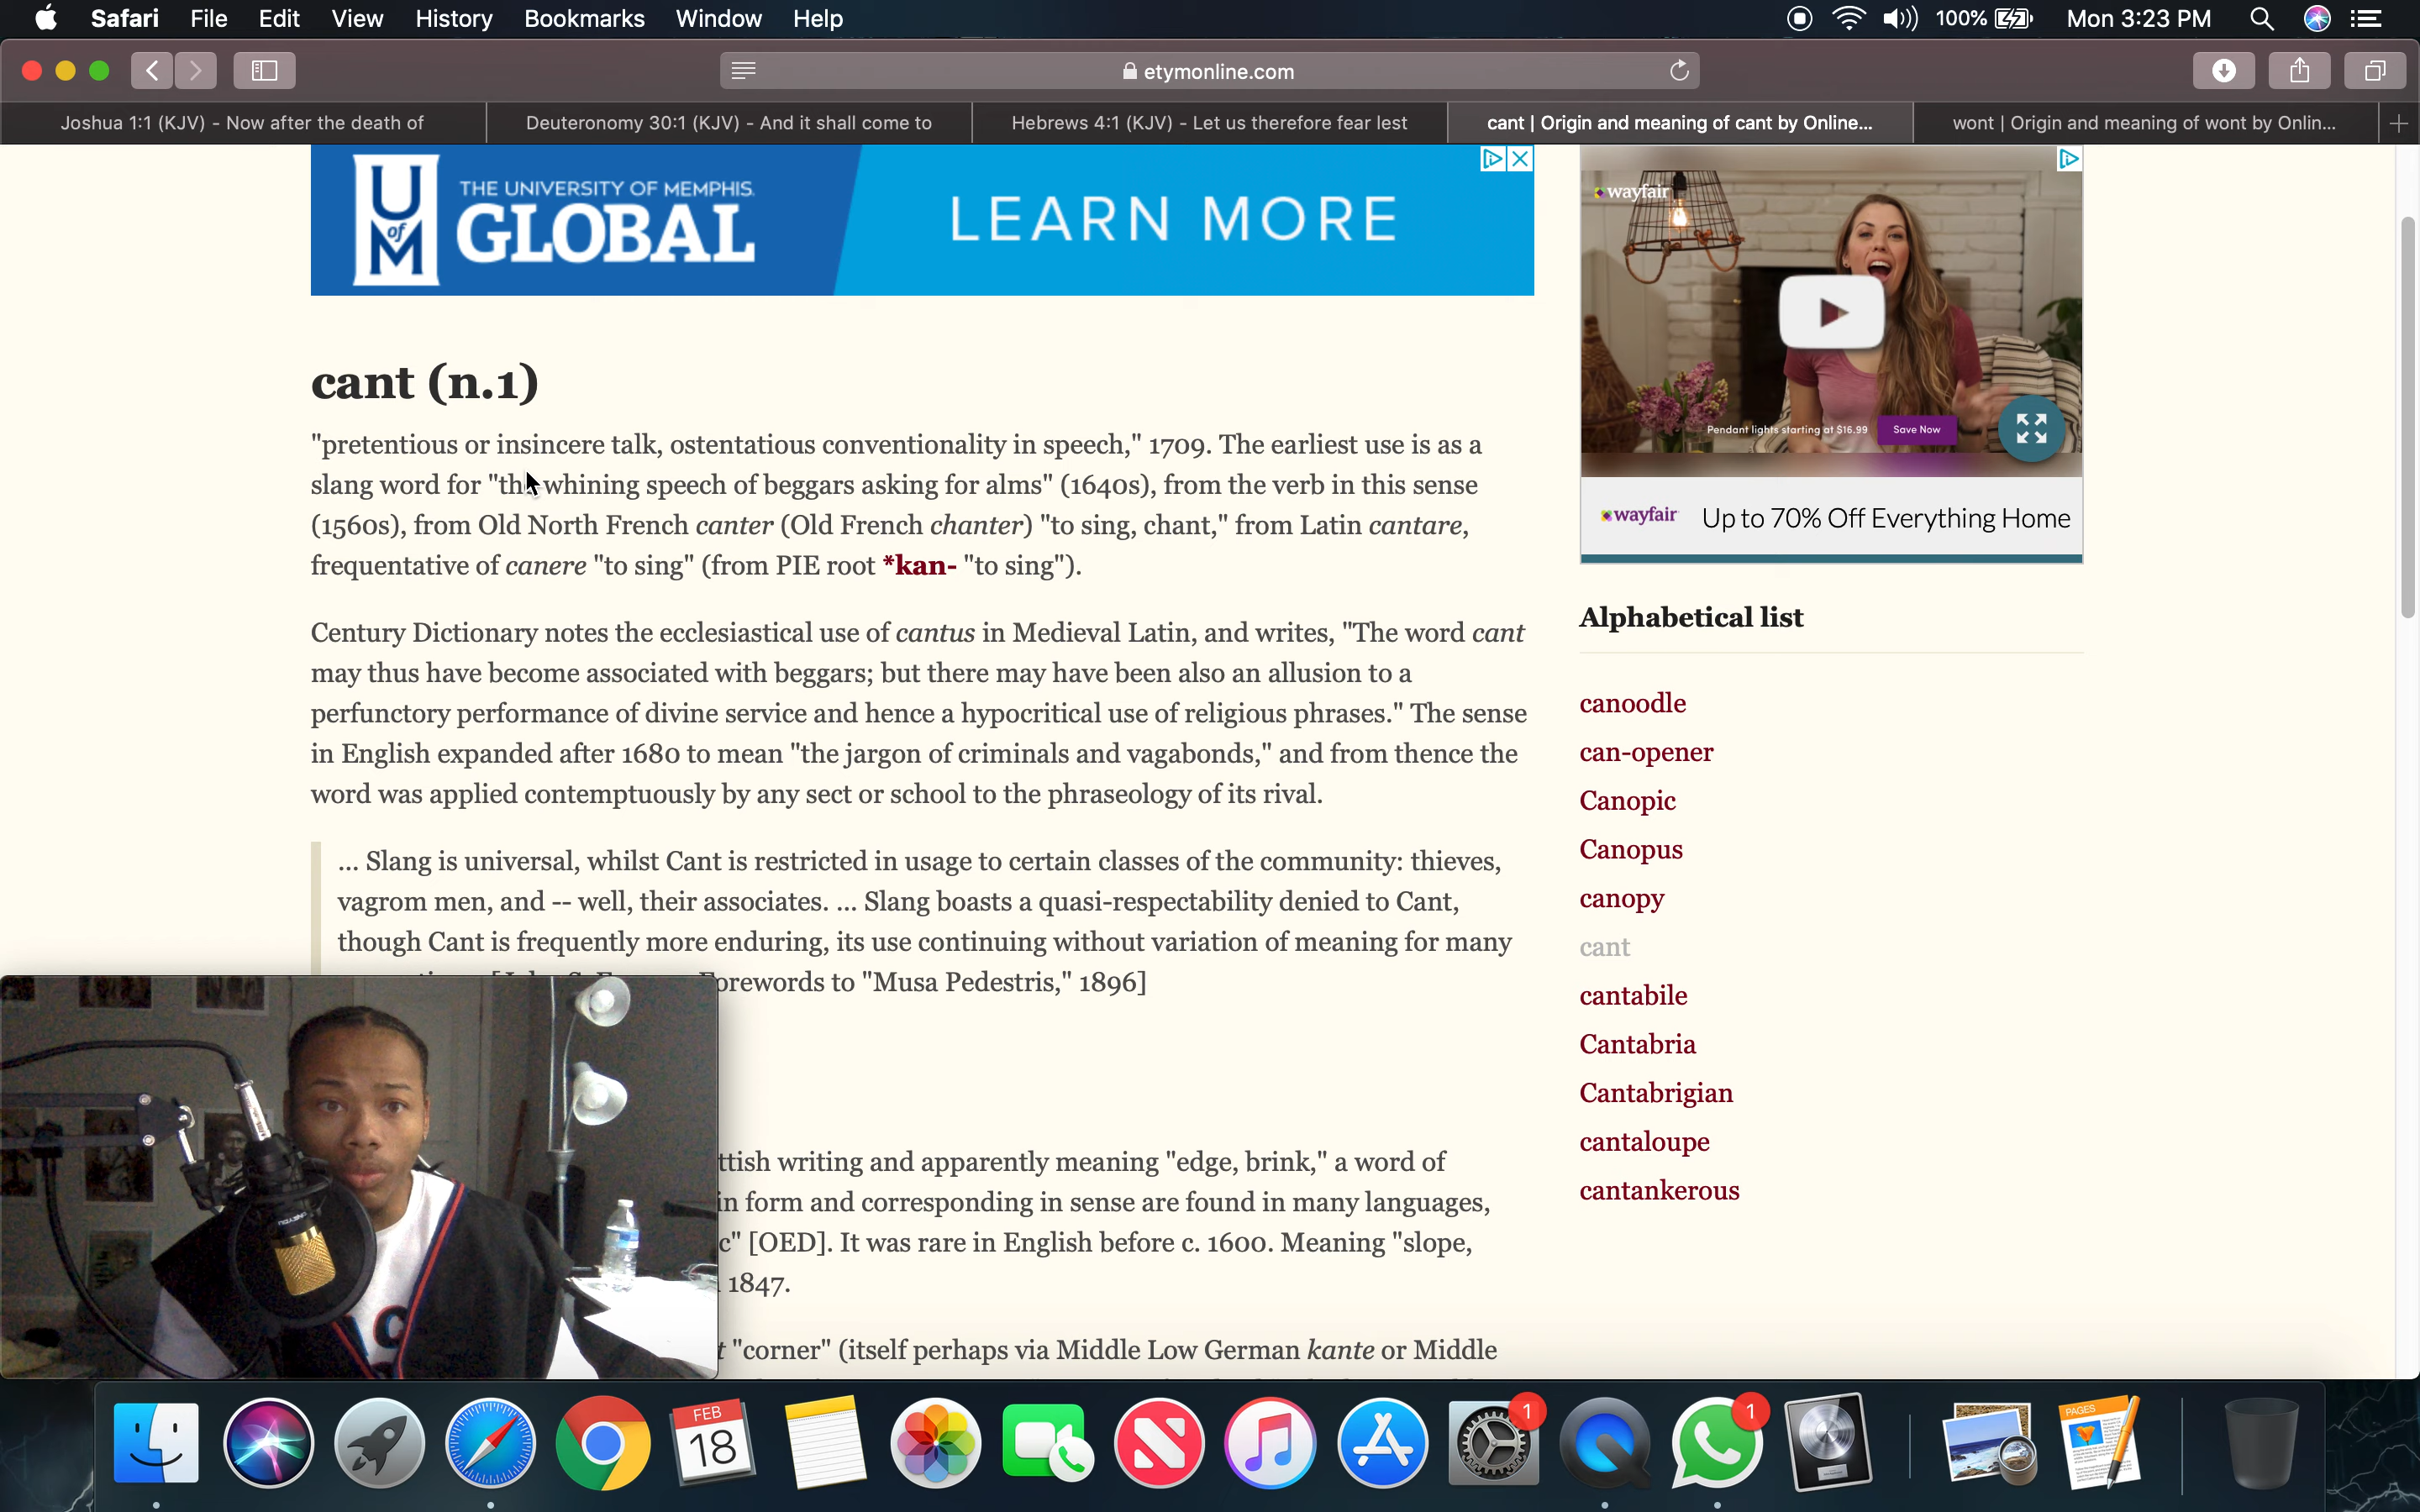 Safari File Edit View History Bookmarks Window Help 100% Mon 3:23 PM
etymonline.com
Joshua 1:1 (KJV) - Now after the death of
Deuteronomy 30:1 (KJV) - And it shall come to
Hebrews 4:1 (KJV) - Let us therefore fear lest
cant | Origin and meaning of cant by Online...
wont | Origin and meaning of wont by Onlin...
U of M
THE UNIVERSITY OF MEMPHIS.
GLOBAL
LEARN MORE
wayfair
Pendant lights starting at $16.99 Save Now
wayfair Up to 70% Off Everything Home
cant (n.1)
"pretentious or insincere talk, ostentatious conventionality in speech," 1709. The earliest use is as a
slang word for "the whining speech of beggars asking for alms" (1640s), from the verb in this sense
(1560s), from Old North French canter (Old French chanter) "to sing, chant," from Latin cantare,
frequentative of canere "to sing" (from PIE root *kan- "to sing").
Century Dictionary notes the ecclesiastical use of cantus in Medieval Latin, and writes, "The word cant
may thus have become associated with beggars; but there may have been also an allusion to a
perfunctory performance of divine service and hence a hypocritical use of religious phrases." The sense
in English expanded after 1680 to mean "the jargon of criminals and vagabonds," and from thence the
word was applied contemptuously by any sect or school to the phraseology of its rival.
... Slang is universal, whilst Cant is restricted in usage to certain classes of the community: thieves,
vagrom men, and -- well, their associates. ... Slang boasts a quasi-respectability denied to Cant,
though Cant is frequently more enduring, its use continuing without variation of meaning for many
Forewords to "Musa Pedestris," 1896]
ttish writing and apparently meaning "edge, brink," a word of
in form and corresponding in sense are found in many languages,
c" [OED]. It was rare in English before c. 1600. Meaning "slope,
1847.
t "corner" (itself perhaps via Middle Low German kante or Middle
Alphabetical list
canoodle
can-opener
Canopic
Canopus
canopy
cant
cantabile
Cantabria
Cantabrigian
cantaloupe
cantankerous
FEB
18
1
1
PAGES